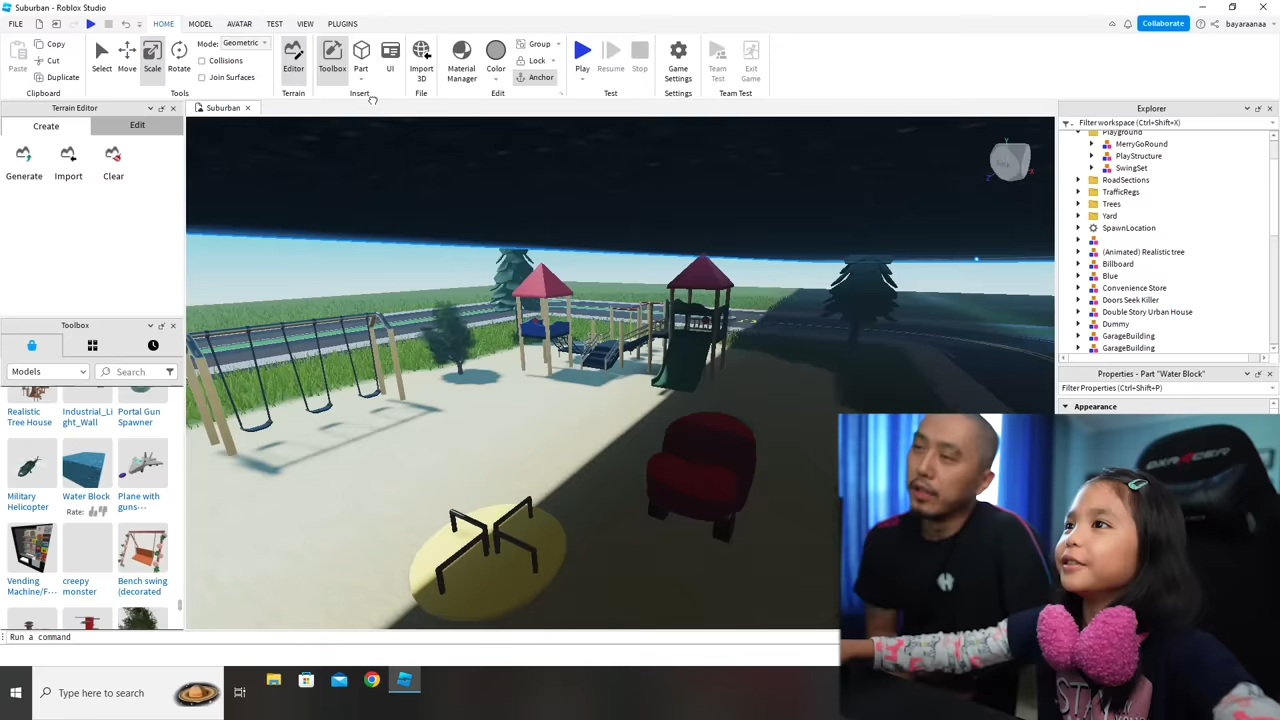 Suburban
FILE
HOME
MODEL
AVATAR
TEST
VIEW
PLUGINS
Collaborate
bayaraanaa
Paste
Copy
Cut
Duplicate
Clipboard
Select
Move
Scale
Rotate
Mode: Geometric
Collisions
Join Surfaces
Tools
Editor
Terrain
Toolbox
Part
UI
Insert
Import 3D
File
Material Manager
Color
Group
Lock
Anchor
Edit
Play
Resume
Stop
Test
Game Settings
Settings
Team Test
Exit Game
Team Test
Terrain Editor
Suburban
Explorer
Create
Edit
Generate
Import
Clear
Filter workspace (Ctrl+Shift+X)
Playground
MerryGoRound
PlayStructure
SwingSet
RoadSections
TrafficRegs
Trees
Yard
SpawnLocation
(Animated) Realistic tree
Billboard
Blue
Convenience Store
Doors Seek Killer
Double Story Urban House
Dummy
GarageBuilding
GarageBuilding
Properties - Part "Water Block"
Filter Properties (Ctrl+Shift+P)
Appearance
Toolbox
Models
Search
Realistic Tree House
Industrial_Li ght_Wall
Portal Gun Spawner
Military Helicopter
Water Block
Rate:
Plane with guns-...
Vending Machine/F...
creepy monster
Bench swing (decorated
Run a command
Type here to search
STAY